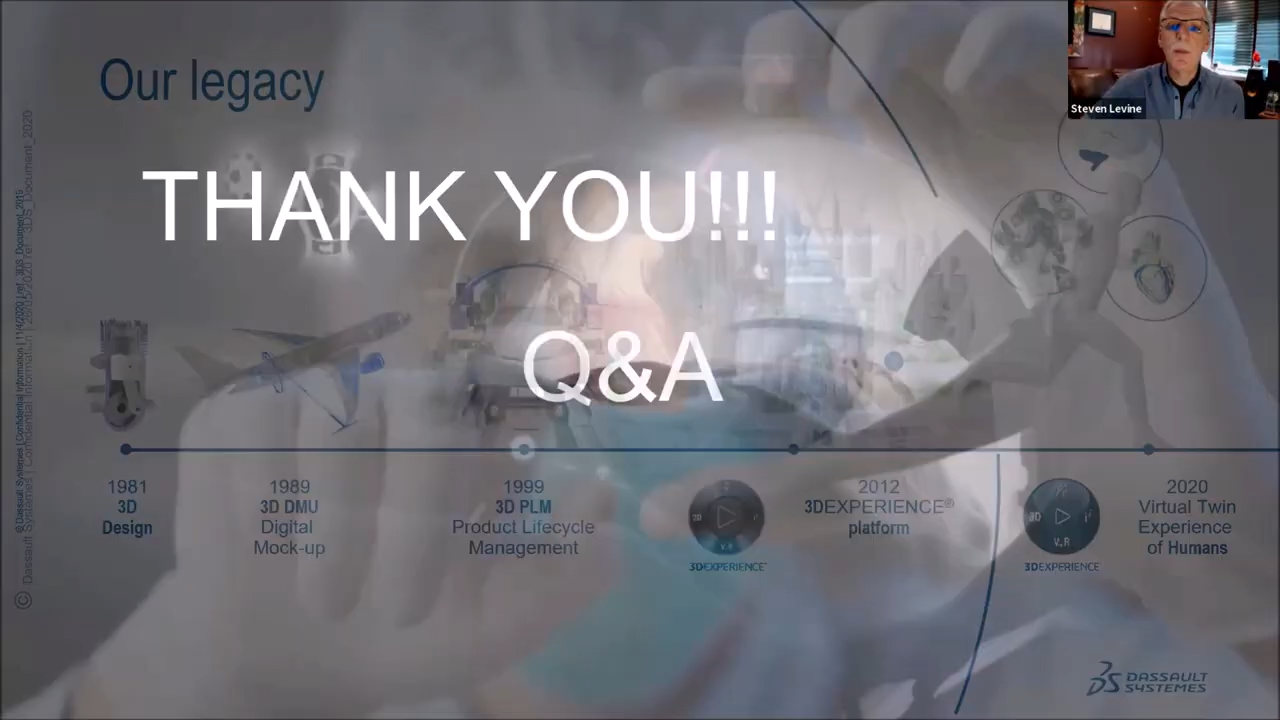 Our legacy
Steven Levine
THANK YOU!!!
Q&A
1981
3D
Design
1989
3D DMU
Digital
Mock-up
1999
3D PLM
Product Lifecycle
Management
3DEXPERIENCE
2012
3DEXPERIENCE®
platform
3D
V.R
3DEXPERIENCE
2020
Virtual Twin
Experience
of Humans
DASSAULT
SYSTEMES